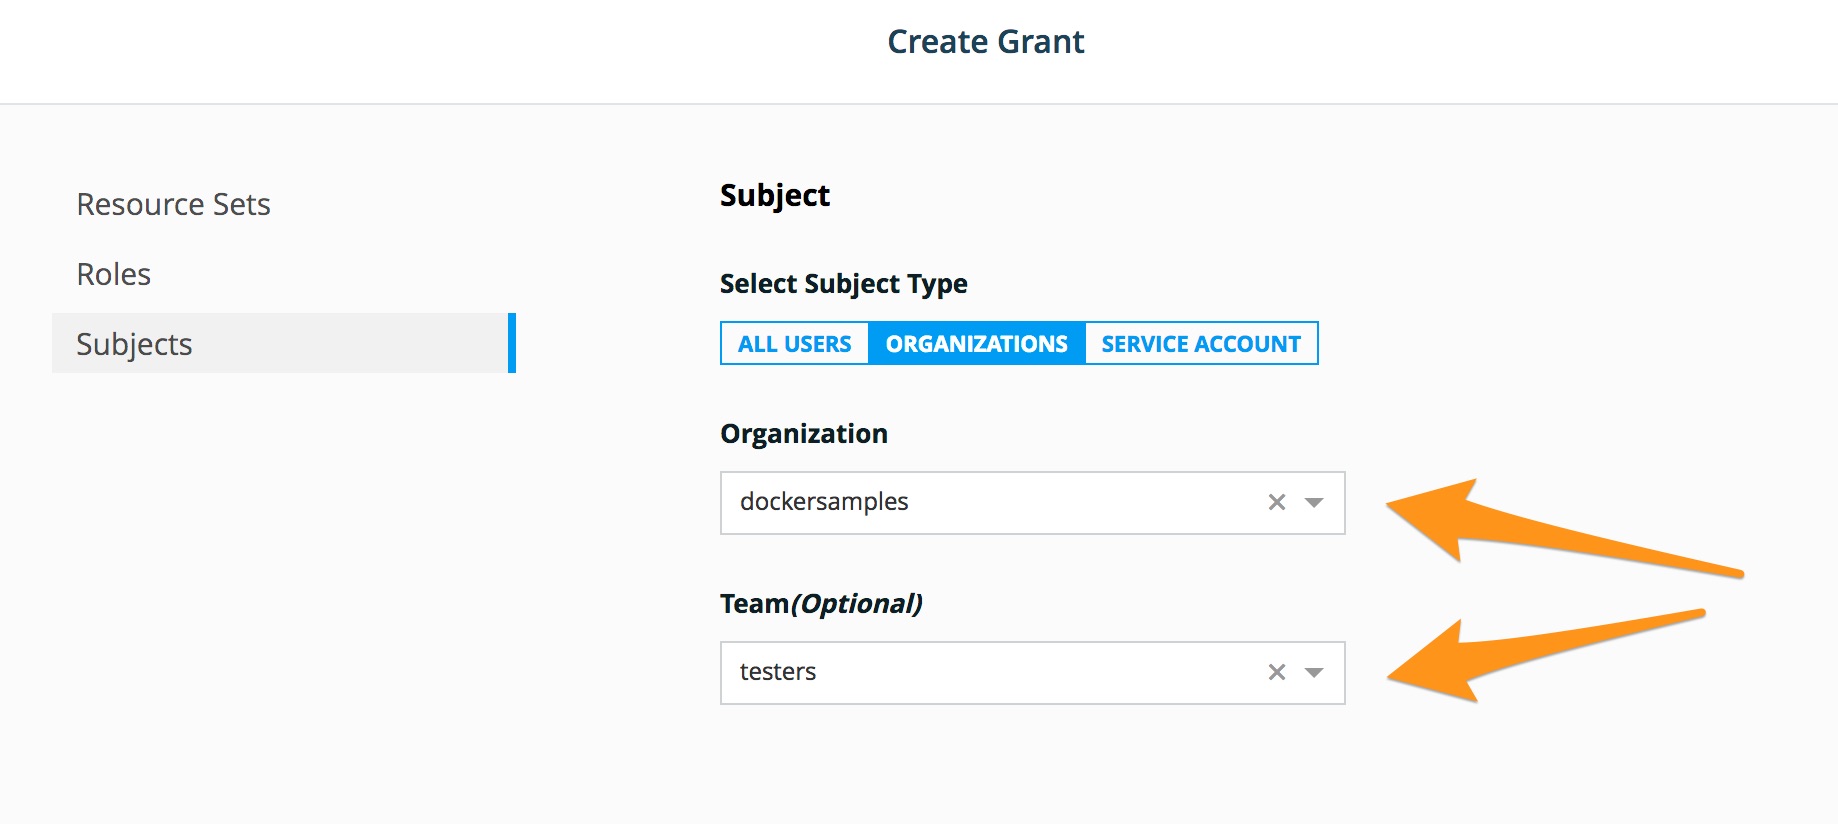 Create Grant
Resource Sets
Roles
Subjects
Subject
Select Subject Type
ALL USERS ORGANIZATIONS SERVICE ACCOUNT
Organization
dockersamples
Team(Optional)
testers